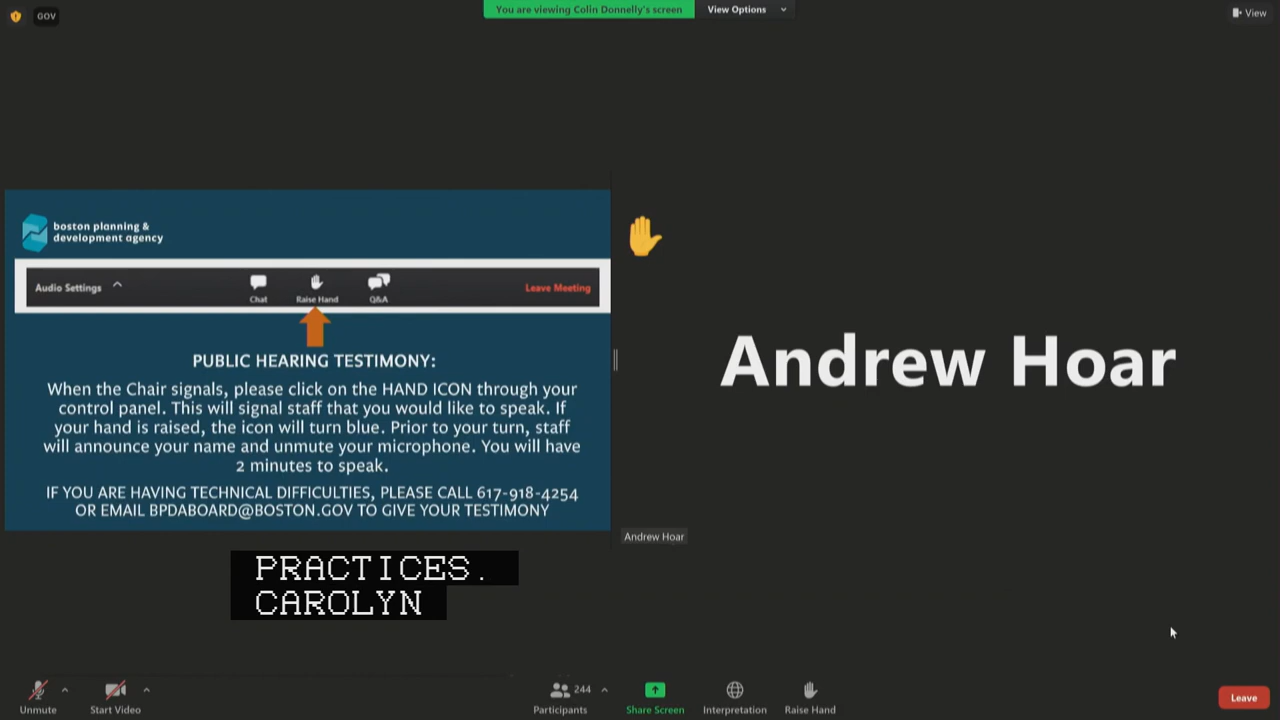 GOV
You are viewing Colin Donnelly's screen
View Options
View
boston planning &
development agency
Audio Settings
Chat
Raise Hand
Q&A
Leave Meeting
PUBLIC HEARING TESTIMONY:
When the Chair signals, please click on the HAND ICON through your
control panel. This will signal staff that you would like to speak. If
your hand is raised, the icon will turn blue. Prior to your turn, staff
will announce your name and unmute your microphone. You will have
2 minutes to speak.
IF YOU ARE HAVING TECHNICAL DIFFICULTIES, PLEASE CALL 617-918-4254
OR EMAIL BPDABOARD@BOSTON.GOV TO GIVE YOUR TESTIMONY
Andrew Hoar
Andrew Hoar
PRACTICES.
CAROLYN
Unmute
Start Video
244
Participants
Share Screen
Interpretation
Raise Hand
Leave